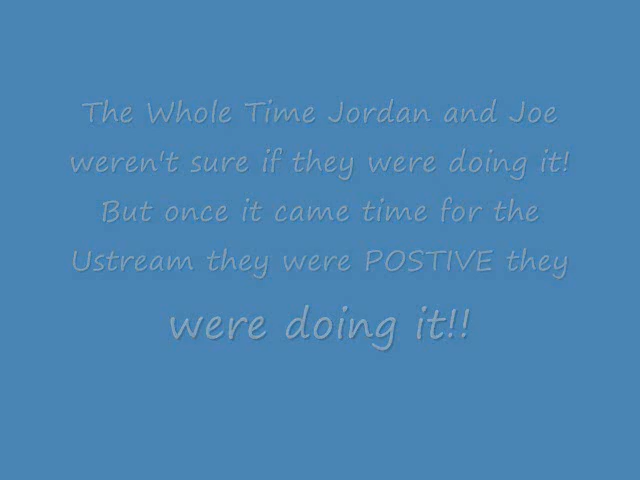 The Whole Time Jordan and Joe
weren't sure if they were doing it!
But once it came time for the
Ustream they were POSTIVE they
were doing it!!